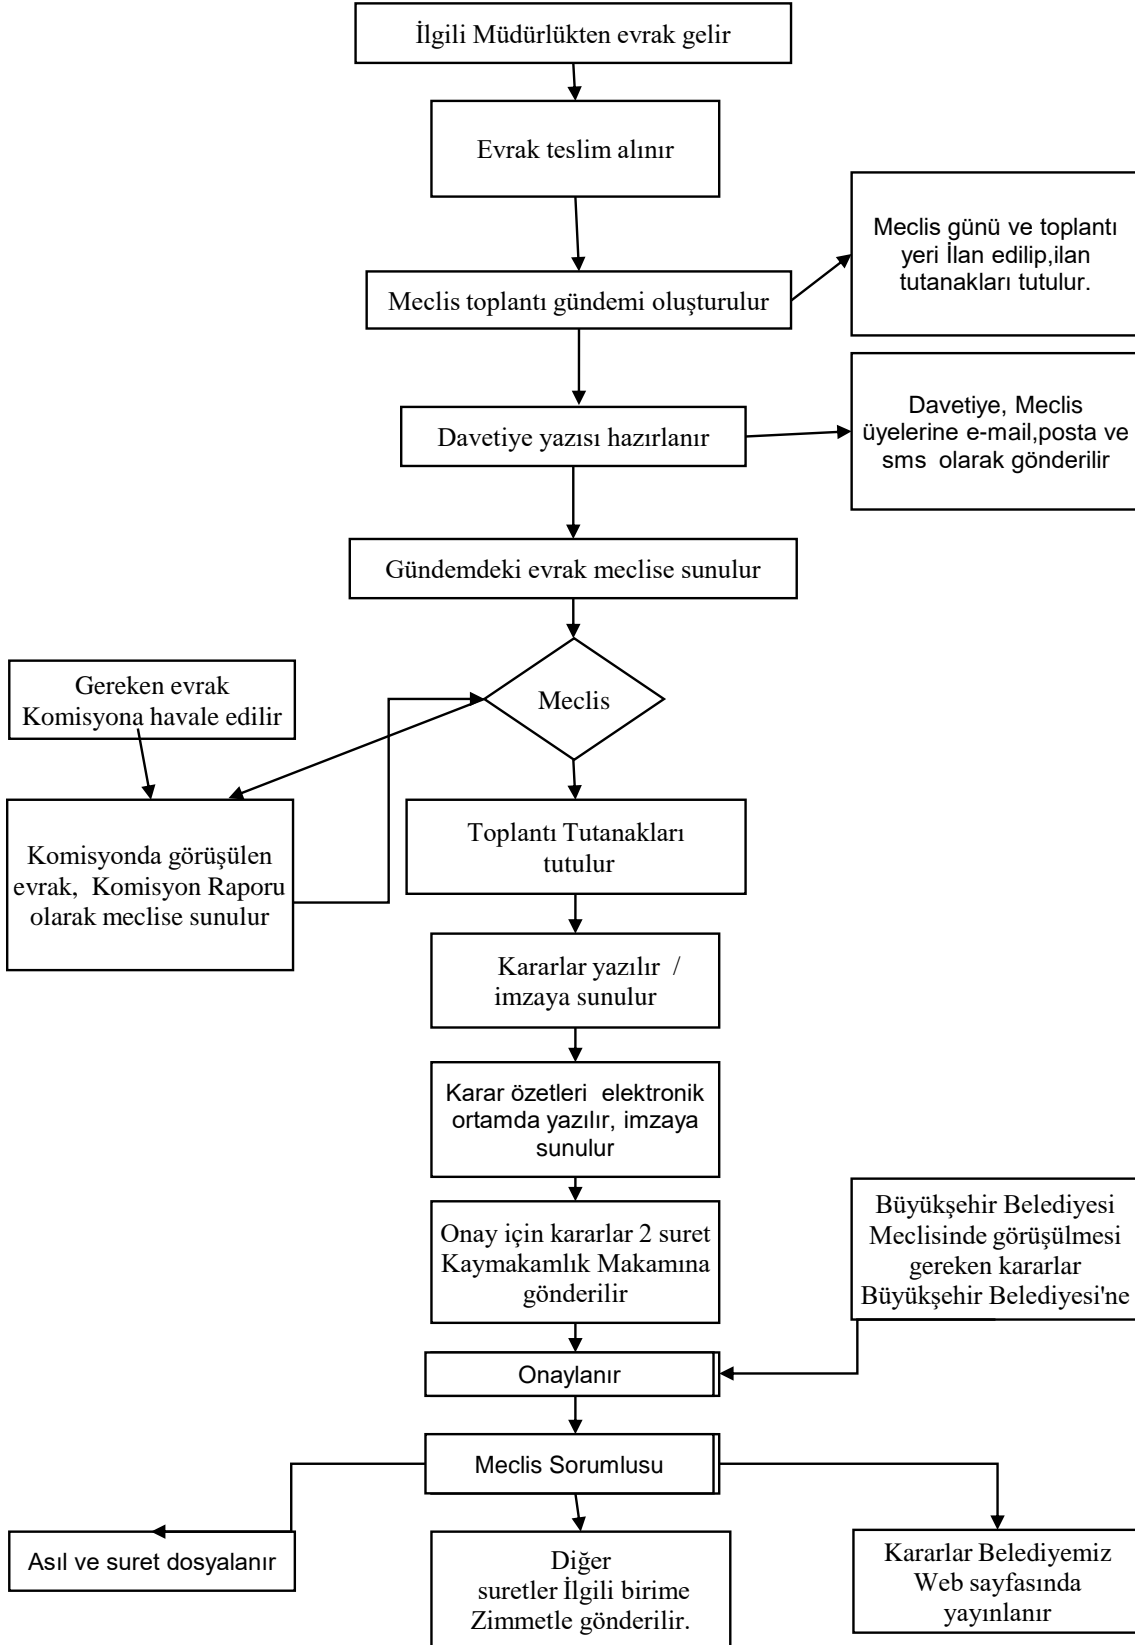 İlgili Müdürlükten evrak gelir
Evrak teslim alınır
Meclis günü ve toplantı
yeri İlan edilip,ilan
tutanakları tutulur.
Meclis toplantı gündemi oluşturulur
Davetiye, Meclis
üyelerine e-mail,posta ve
sms olarak gönderilir
Davetiye yazısı hazırlanır
Gündemdeki evrak meclise sunulur
Gereken evrak
Komisyona havale edilir
Meclis
Komisyonda görüşülen
evrak, Komisyon Raporu
olarak meclise sunulur
Toplantı Tutanakları
tutulur
Kararlar yazılır /
imzaya sunulur
Karar özetleri elektronik
ortamda yazılır, imzaya
sunulur
Onay için kararlar 2 suret
Kaymakamlık Makamına
gönderilir
Büyükşehir Belediyesi
Meclisinde görüşülmesi
gereken kararlar
Büyükşehir Belediyesi'ne
Onaylanır
Meclis Sorumlusu
Asıl ve suret dosyalanır
Diğer
suretler İlgili birime
Zimmetle gönderilir.
Kararlar Belediyemiz
Web sayfasında
yayınlanır